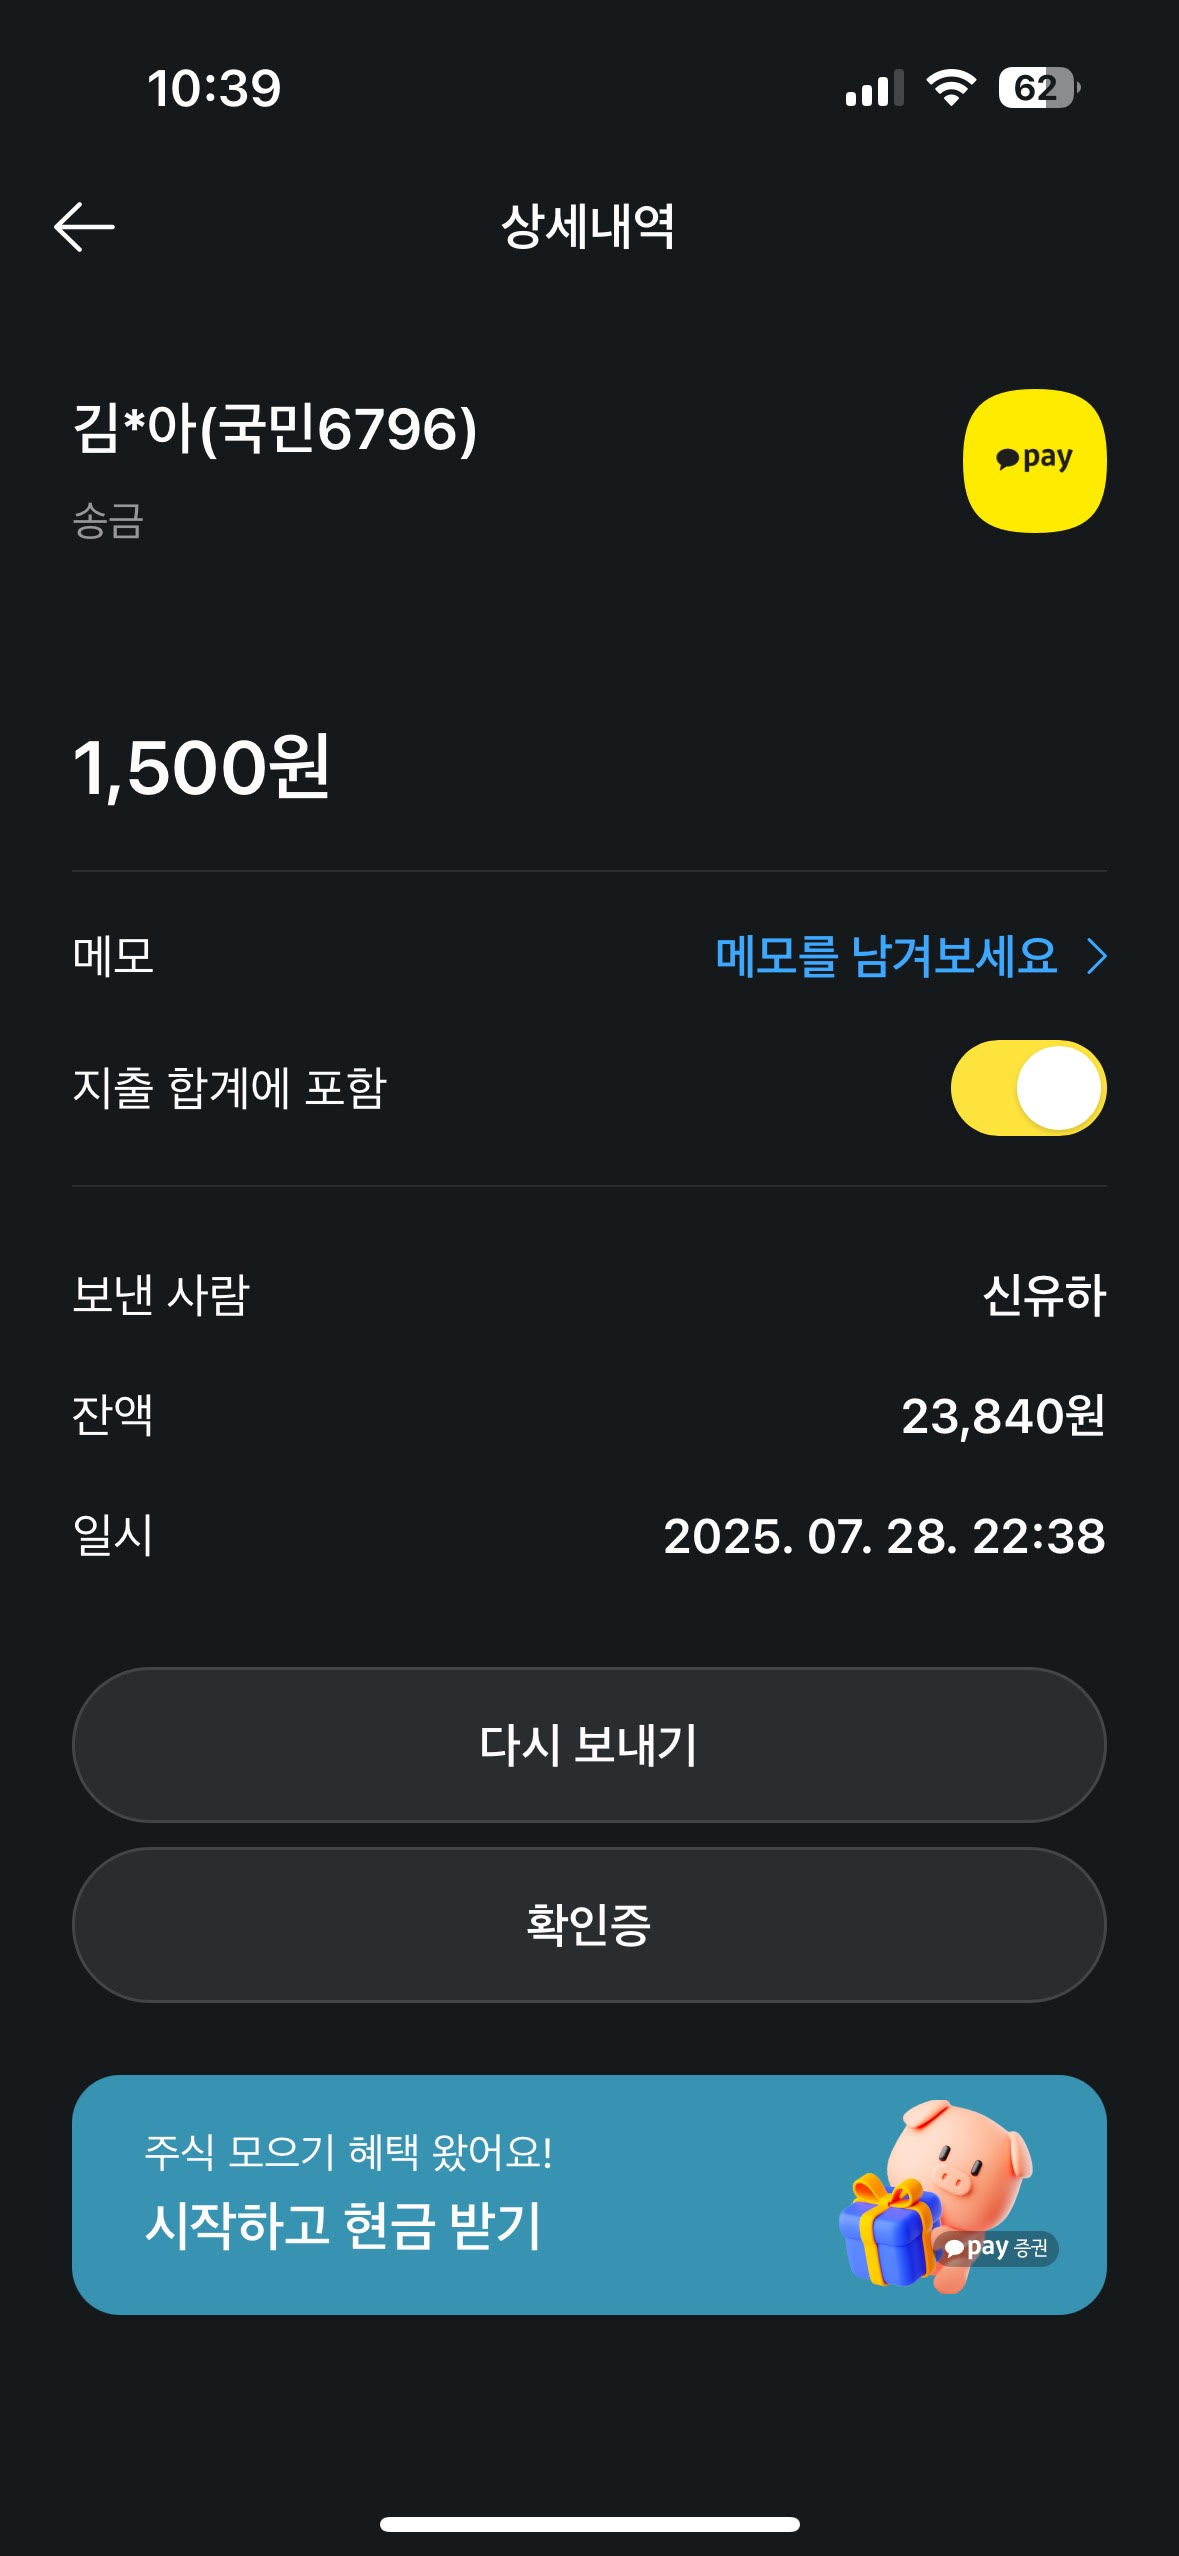 10:39
62
상세내역
김*아(국민6796)
pay
송금
1,500원
메모
메모를 남겨보세요
지출 합계에 포함
보낸 사람
신유하
잔액
23,840원
일시
2025. 07. 28. 22:38
다시 보내기
확인증
주식 모으기 혜택 왔어요!
시작하고 현금 받기
pay 증권